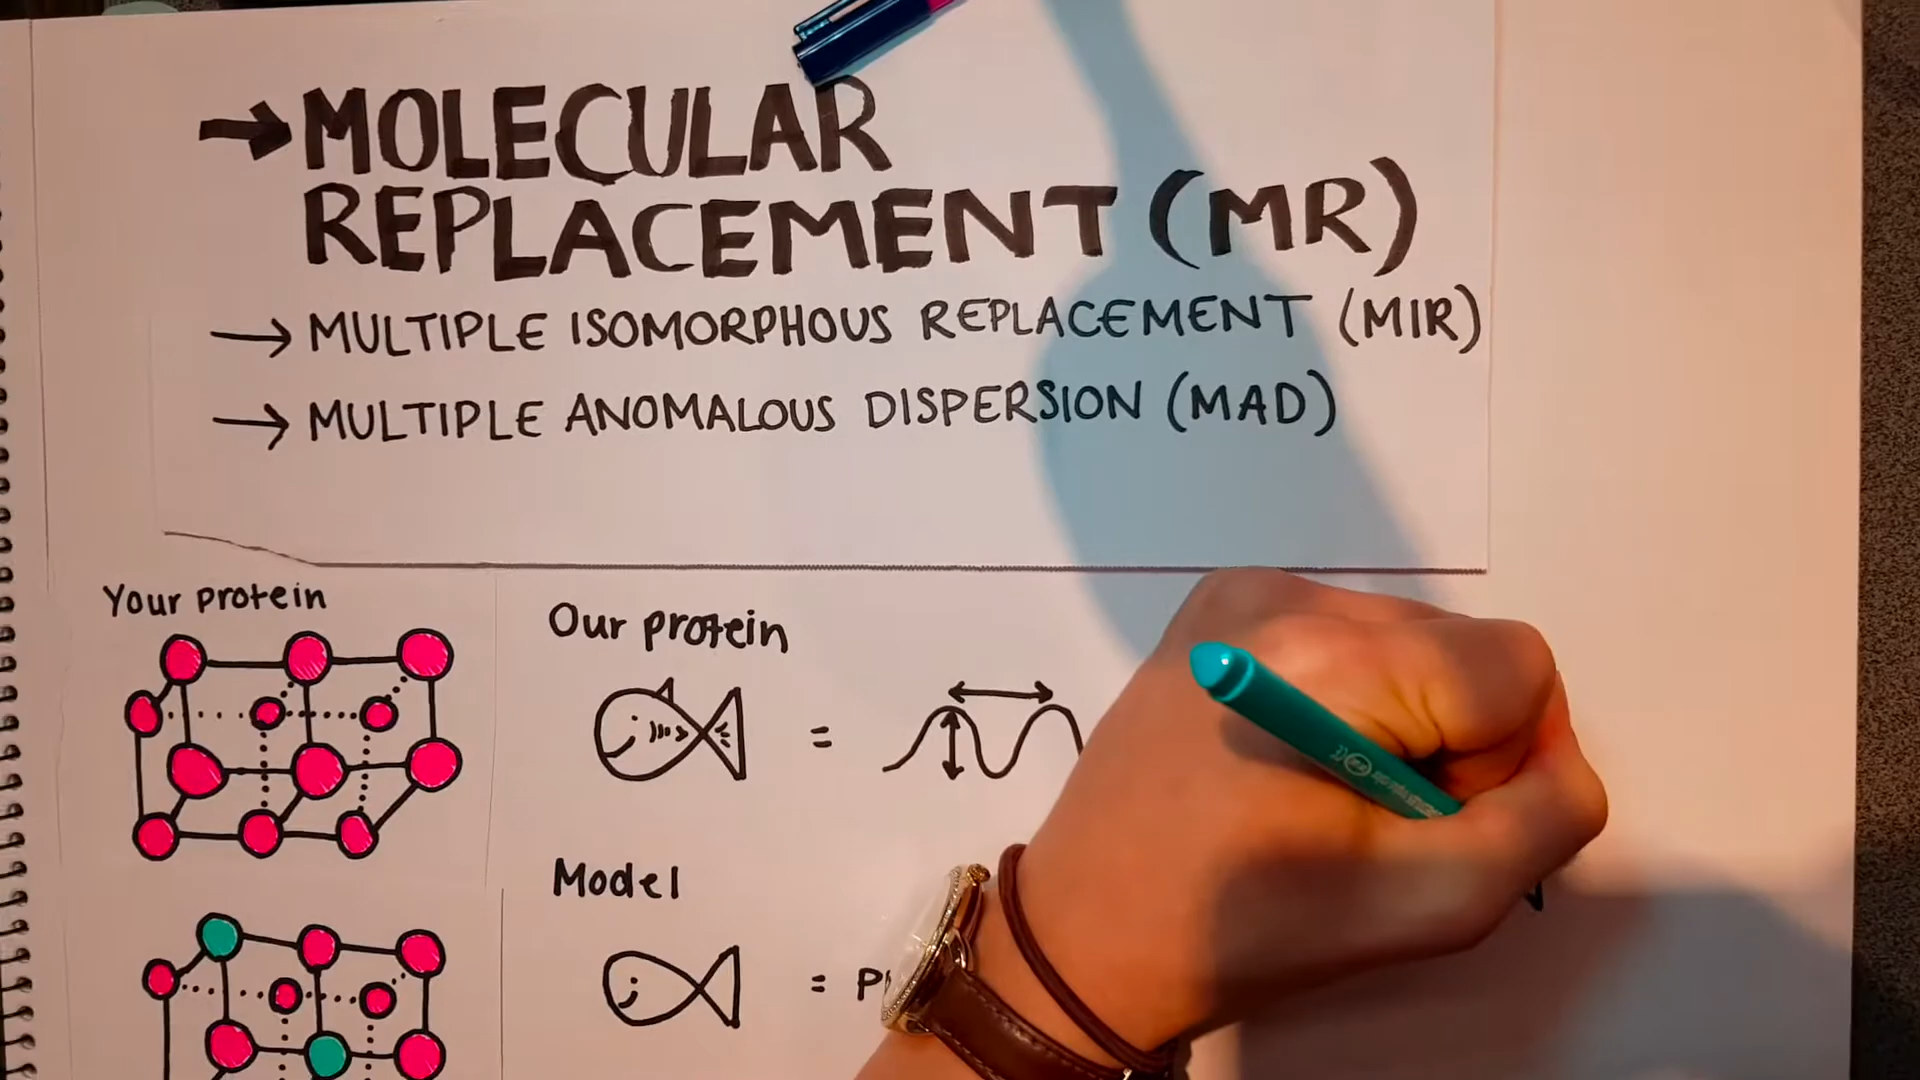 →MOLECULAR
REPLACEMENT (MR)
→ MULTIPLE ISOMORPHOUS REPLACEMENT (MIR)
→ MULTIPLE ANOMALOUS DISPERSION (MAD)
Your protein
Our protein
=
Model
=